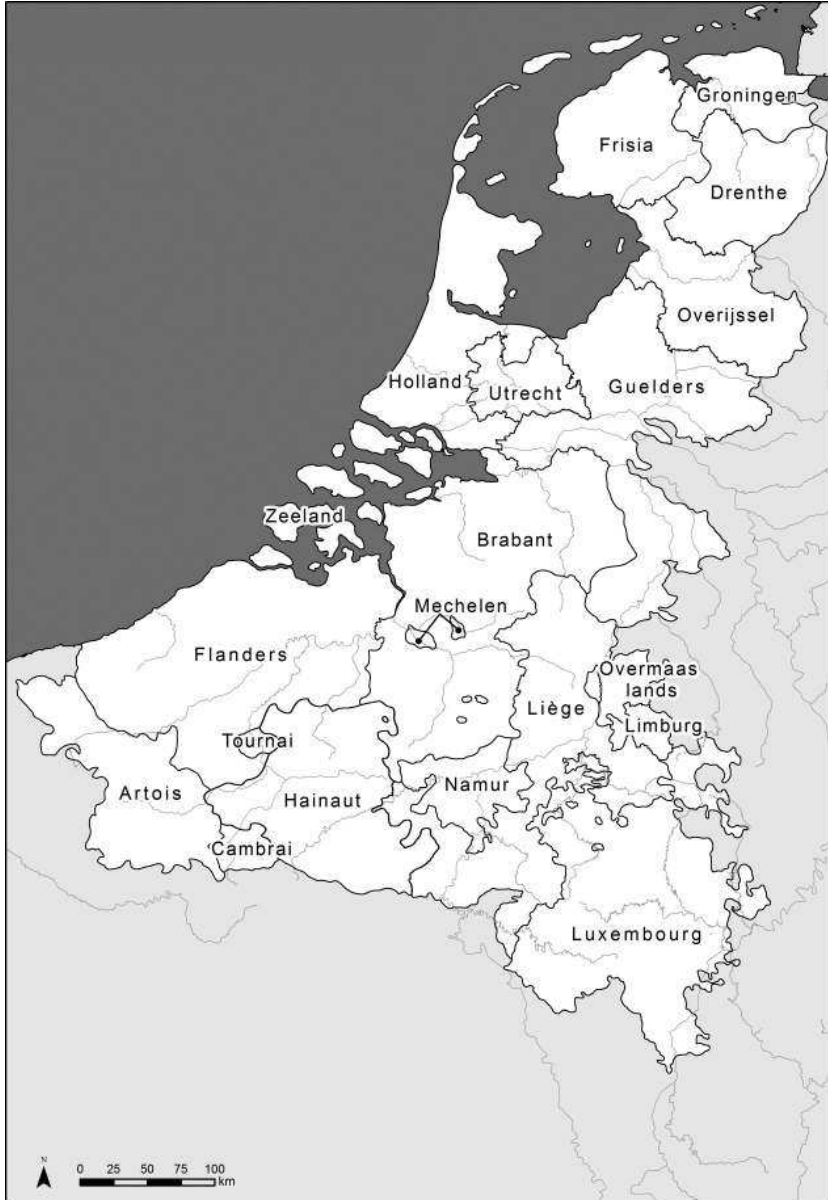 Groningen
Frisia
Drenthe
Overijssel
Holland
Utrecht
Guelders
Zeeland
Brabant
Mechelen
Flanders
Overmaas
lands
Liège
Limburg
Tournai
Artois
Hainaut
Namur
Cambrai
Luxembourg
N
0 25 50 75 100
km